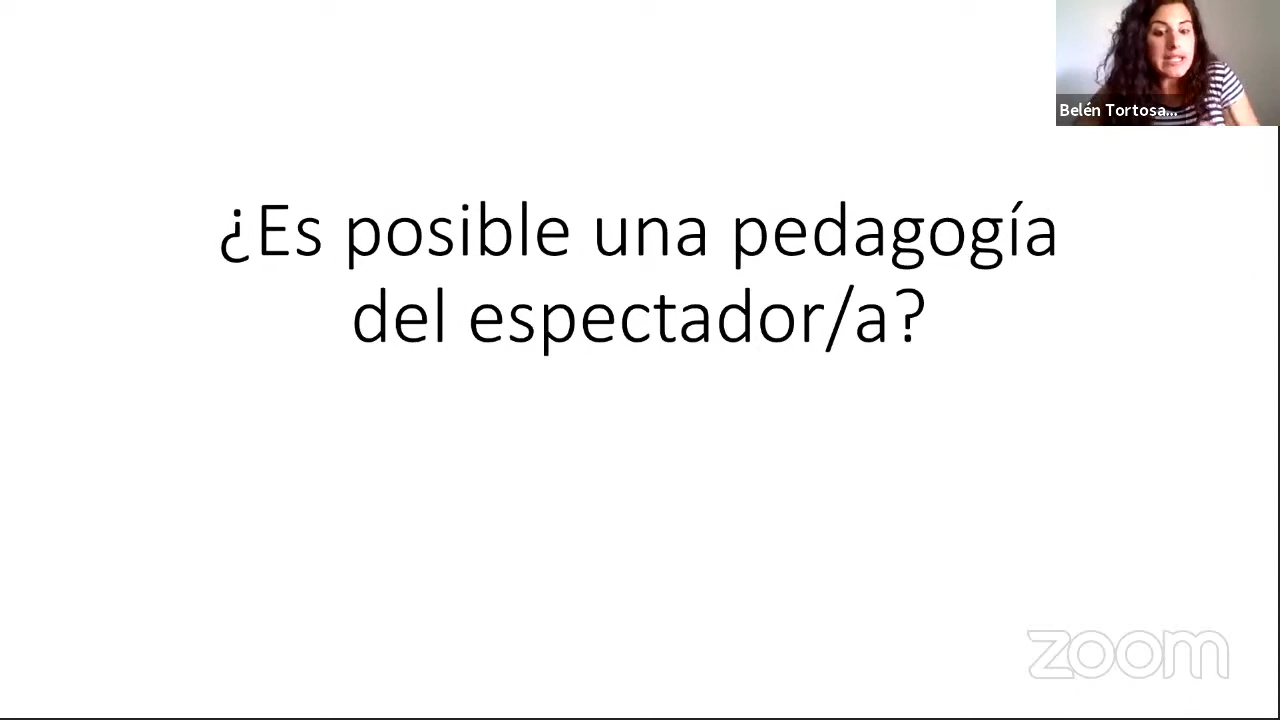 Belén Tortosa...
¿Es posible una pedagogía
del espectador/a?
zoom